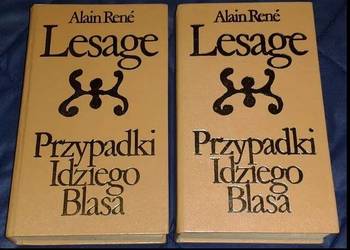 Alain René
Lesage
Przypadki
Idziego
Blasa
Alain René
Lesage
Przypadki
Idziego
Blasa